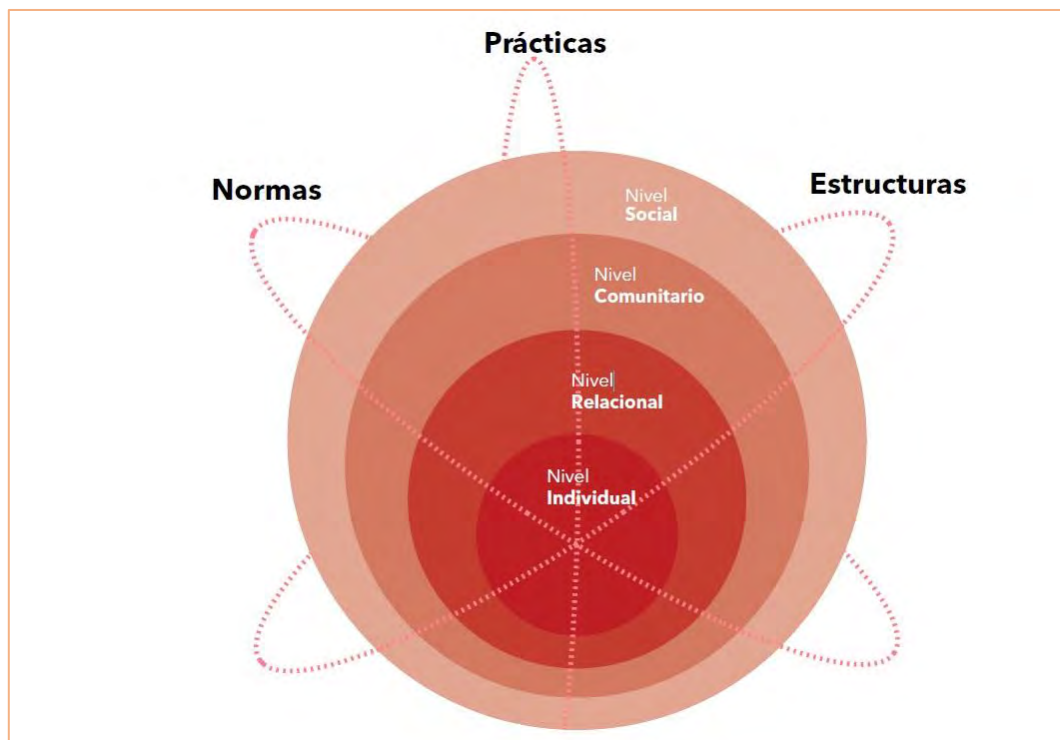 Prácticas
Normas
Estructuras
Nivel
Social
Nivel
Comunitario
Nivel
Relacional
Nivel
Individual